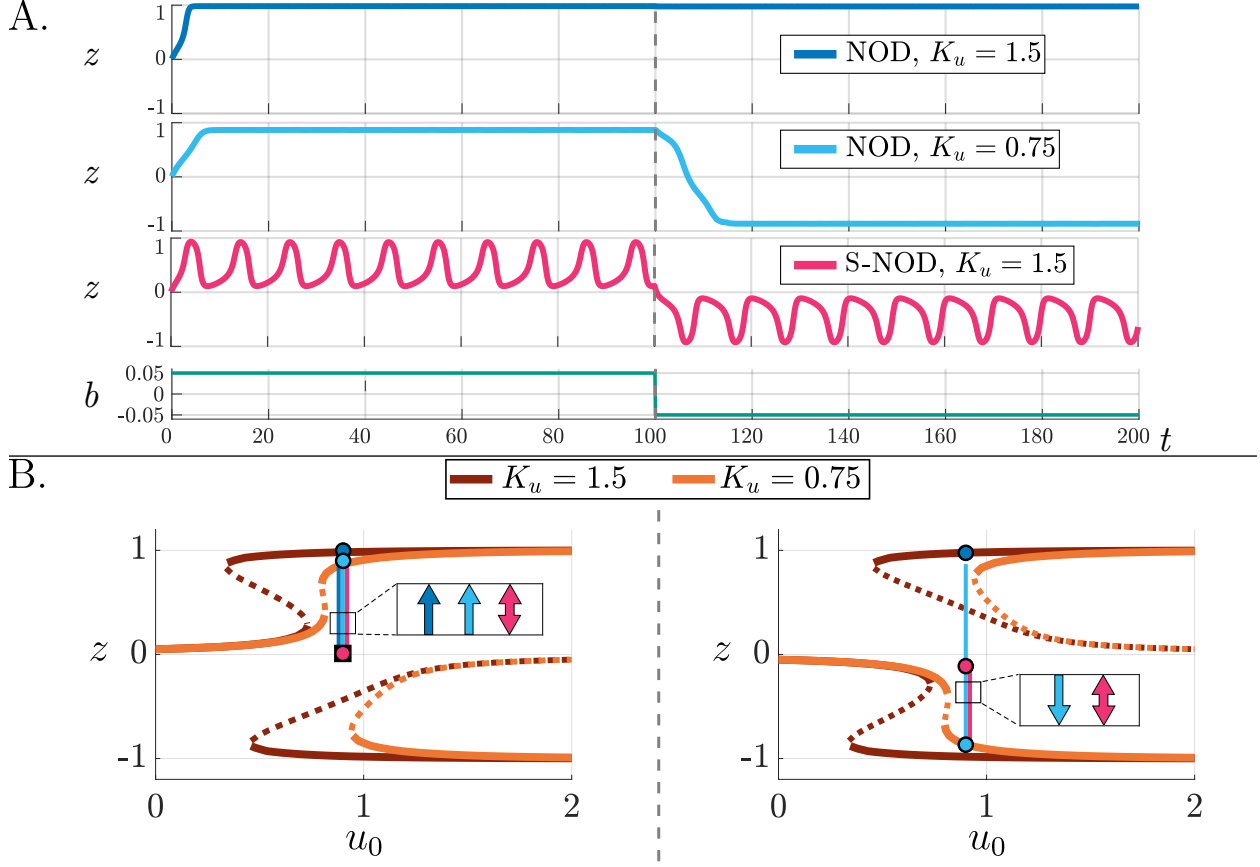 A.
1
z
0
-1
NOD, K_u = 1.5
1
z
0
-1
NOD, K_u = 0.75
1
z
0
-1
S-NOD, K_u = 1.5
0.05
b
0
-0.05
0 20 40 60 80 100 120 140 160 180 200 t
B.
K_u = 1.5 K_u = 0.75
1
z
0
-1
0 1 2
u_0
1
z
0
-1
0 1 2
u_0